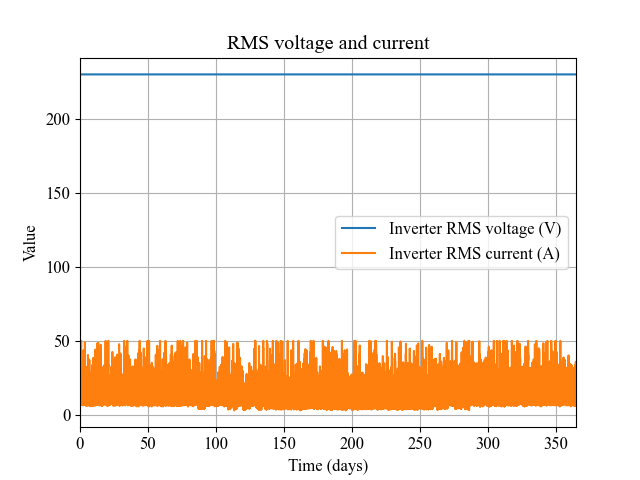 RMS voltage and current
Value
200
150
100
50
0
Inverter RMS voltage (V)
Inverter RMS current (A)
0 50 100 150 200 250 300 350
Time (days)